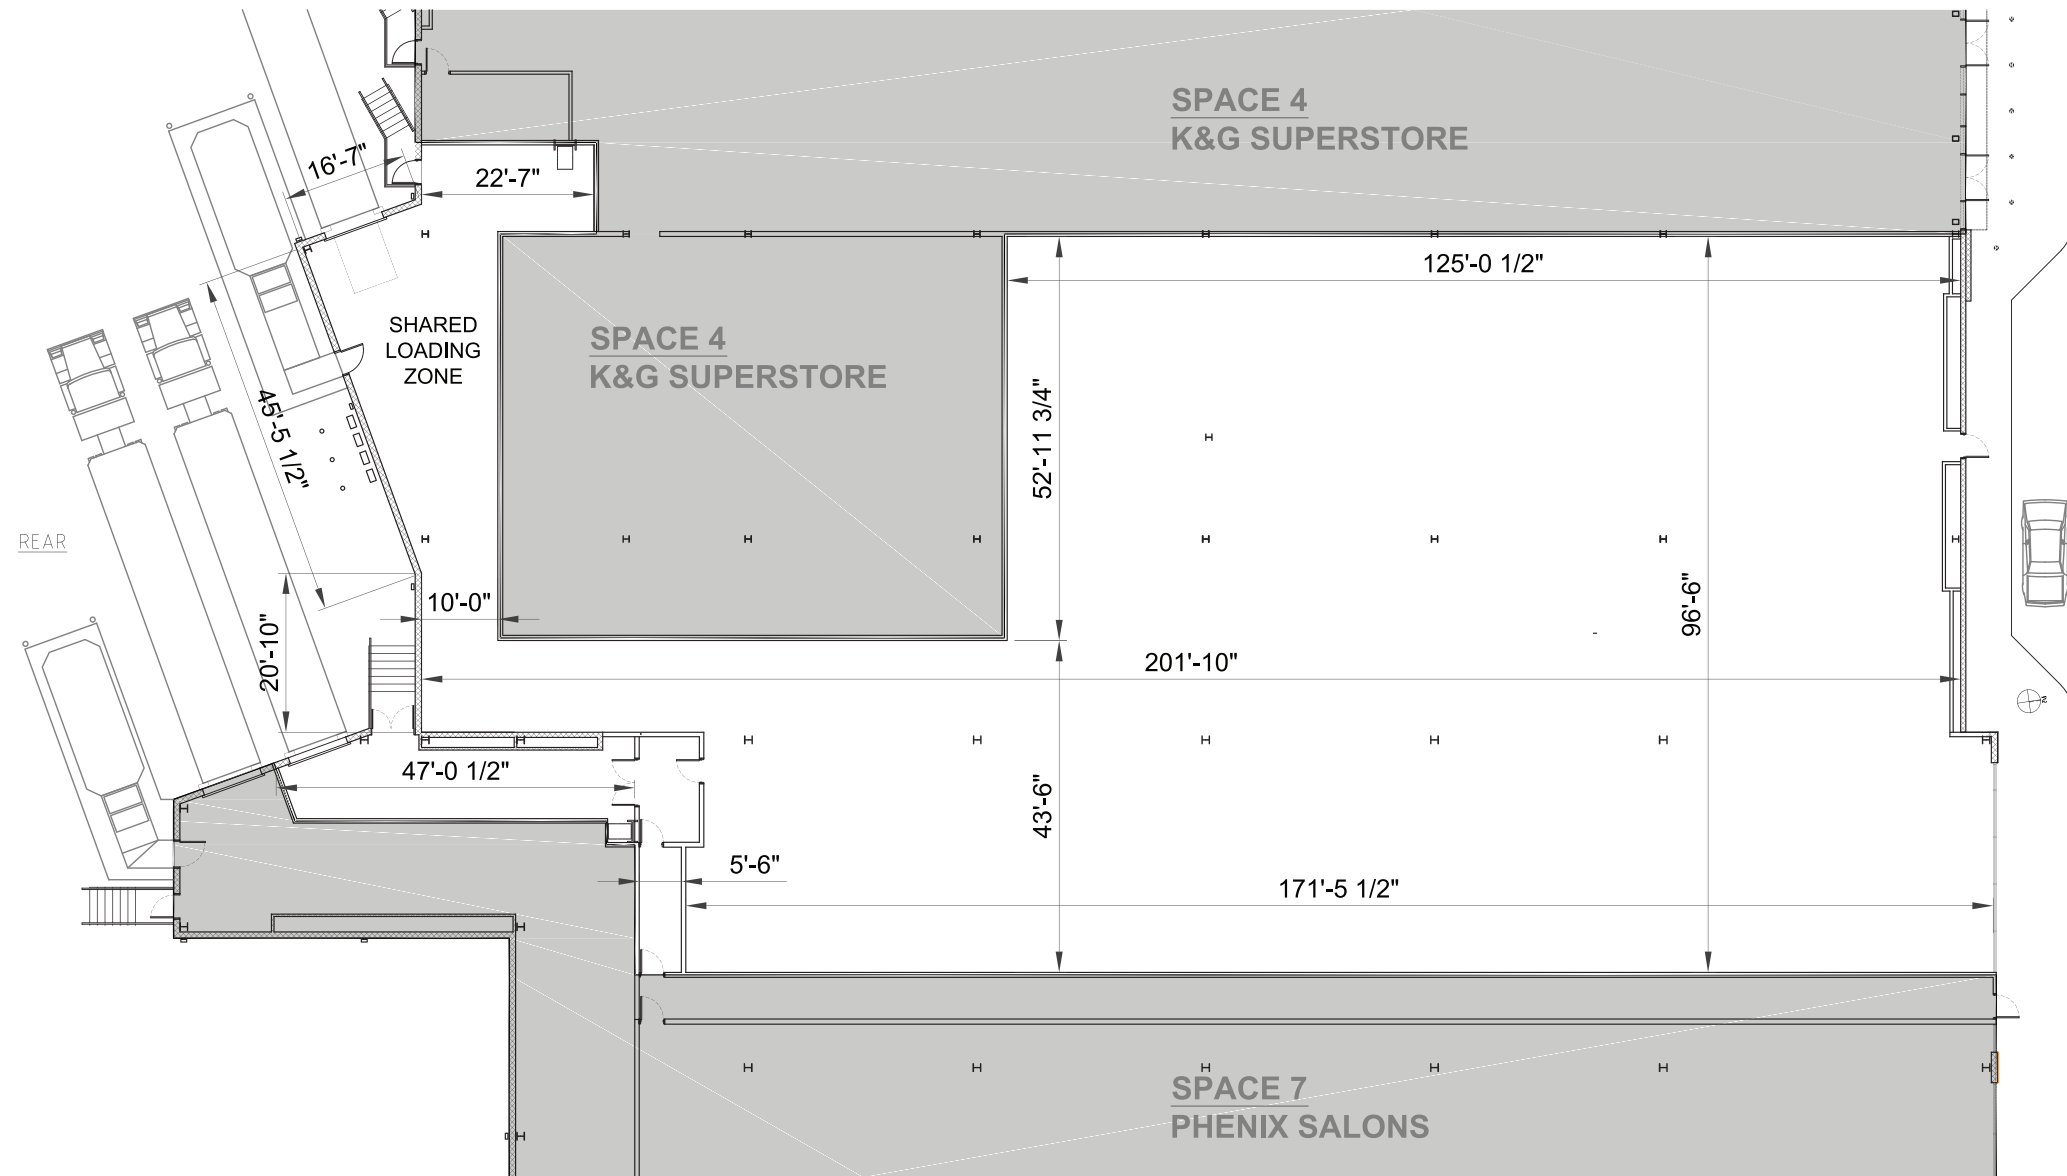 SPACE 4
K&G SUPERSTORE
16'-7"
22'-7"
125'-0 1/2"
SHARED
LOADING
ZONE
SPACE 4
K&G SUPERSTORE
45'-5 1/2"
52'-11 3/4"
REAR
10'-0"
20'-10"
96'-6"
201'-10"
47'-0 1/2"
43'-6"
5'-6"
171'-5 1/2"
SPACE 7
PHENIX SALONS